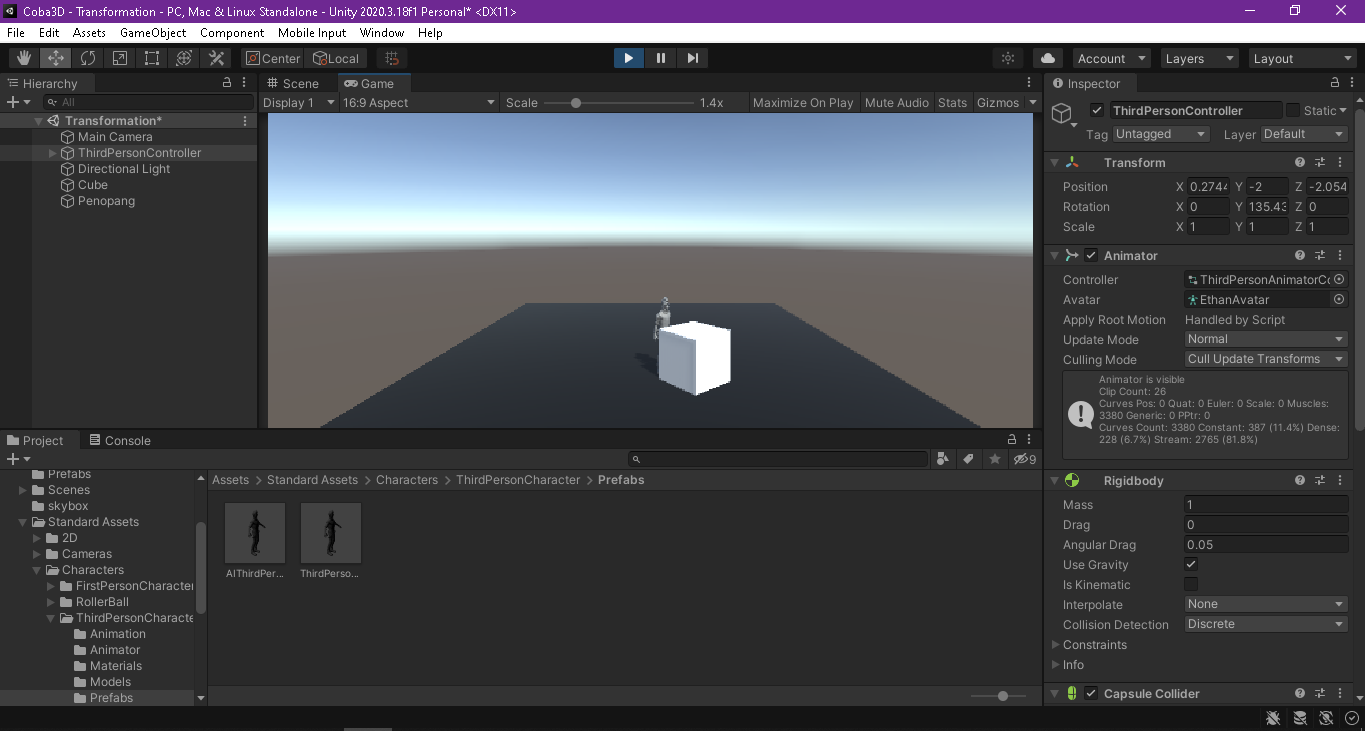 Coba3D - Transformation - PC, Mac & Linux Standalone - Unity 2020.3.18f1 Personal* <DX11>
File Edit Assets GameObject Component Mobile Input Window Help
Center Local Account Layers Layout
Hierarchy
All
Transformation*
Main Camera
ThirdPersonController
Directional Light
Cube
Penopang
Scene Game
Display 1 16:9 Aspect Scale 1.4x Maximize On Play Mute Audio Stats Gizmos
Inspector
ThirdPersonController Static
Tag Untagged Layer Default
Transform
Position X 0.2744 Y -2 Z -2.054
Rotation X 0 Y 135.43 Z 0
Scale X 1 Y 1 Z 1
Animator
Controller ThirdPersonAnimatorCo
Avatar EthanAvatar
Apply Root Motion Handled by Script
Update Mode Normal
Culling Mode Cull Update Transforms
Animator is visible
Clip Count: 26
Curves Pos: 0 Quat: 0 Euler: 0 Scale: 0 Muscles:
3380 Generic: 0 PPtr: 0
Curves Count: 3380 Constant: 387 (11.4%) Dense:
228 (6.7%) Stream: 2765 (81.8%)
Rigidbody
Mass 1
Drag 0
Angular Drag 0.05
Use Gravity
Is Kinematic
Interpolate None
Collision Detection Discrete
Constraints
Info
Capsule Collider
Project Console
9
Prefabs
Scenes
skybox
Standard Assets
2D
Cameras
Characters
FirstPersonCharacter
RollerBall
ThirdPersonCharacte
Animation
Animator
Materials
Models
Prefabs
Assets > Standard Assets > Characters > ThirdPersonCharacter > Prefabs
AIThirdPer... ThirdPerso...